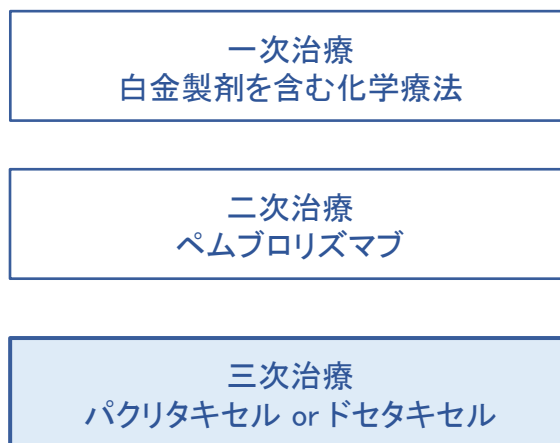 一次治療
白金製剤を含む化学療法
二次治療
ペムブロリズマブ
三次治療
パクリタキセル or ドセタキセル